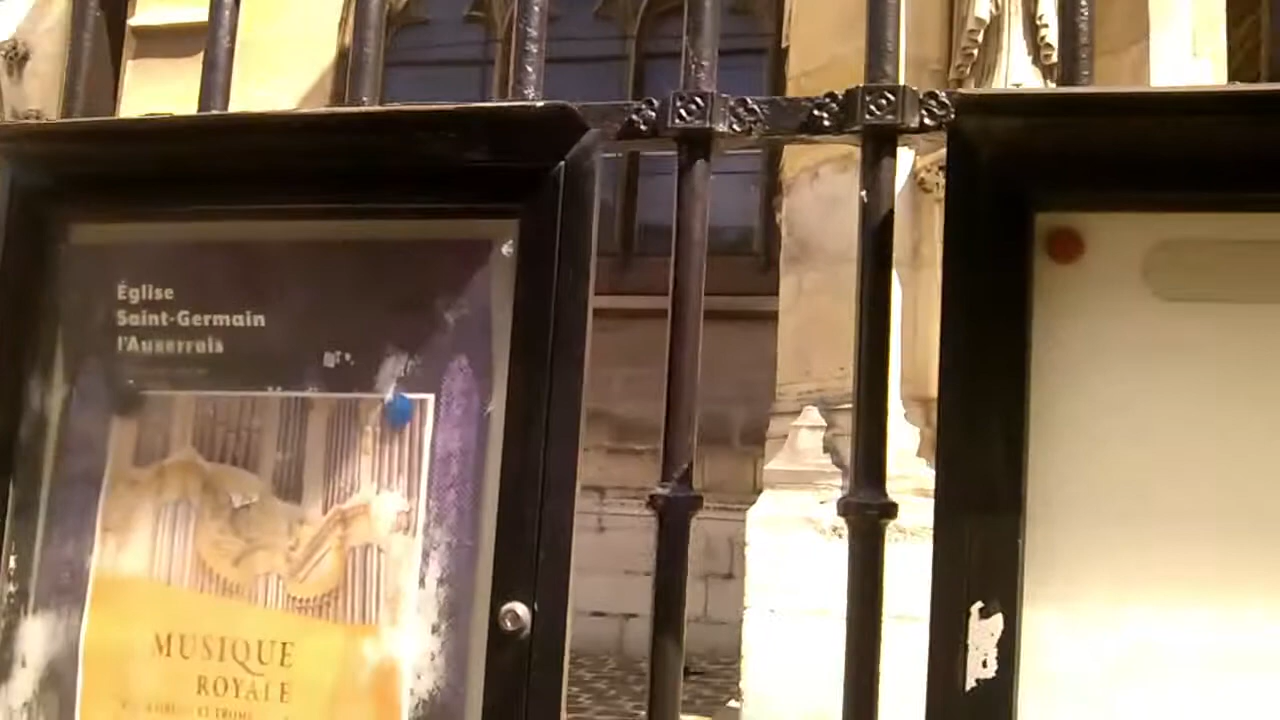 Église
Saint-Germain
l'Auxerrois
MUSIQUE
ROYALE